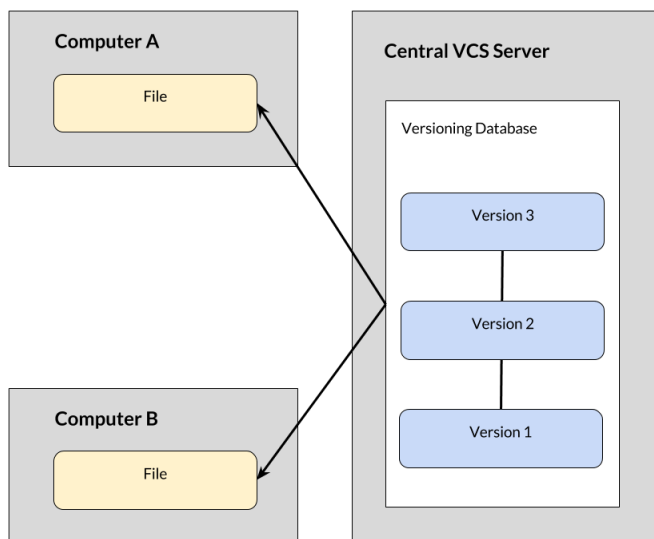 Computer A
File
Central VCS Server
Versioning Database
Version 3
Version 2
Version 1
Computer B
File